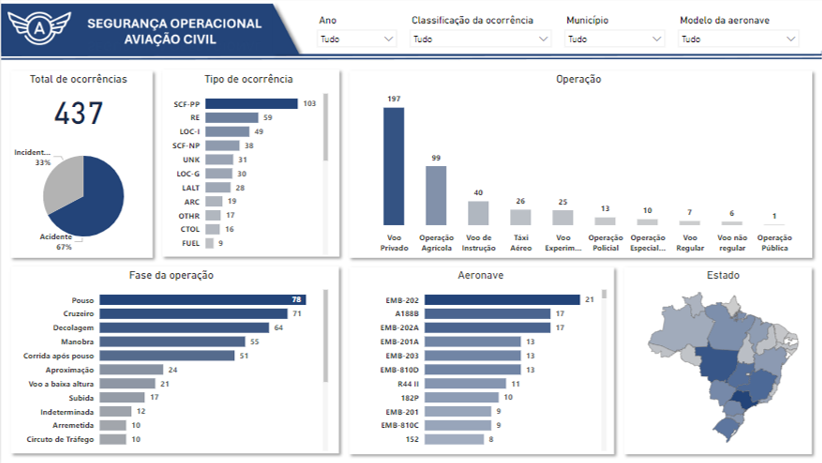 A
SEGURANÇA OPERACIONAL
AVIAÇÃO CIVIL
Ano
Tudo
Classificação da ocorrência
Tudo
Município
Tudo
Modelo da aeronave
Tudo
Total de ocorrências
437
Incident...
33%
Acidente
67%
Tipo de ocorrência
SCF-PP 103
RE 59
LOC-I 49
SCF-NP 38
UNK 31
LOC-G 30
LALT 28
ARC 19
OTHR 17
CTOL 16
FUEL 9
Operação
197 99 40 26 25 13 10 7 6 1
Voo Operação Voo de Táxi Voo Operação Operação Voo Voo não Operação
Privado Agrícola Instrução Aéreo Experim... Policial Especial... Regular regular Pública
Fase da operação
Pouso 78
Cruzeiro 71
Decolagem 64
Manobra 55
Corrida após pouso 51
Aproximação 24
Voo a baixa altura 21
Subida 17
Indeterminada 12
Arremetida 10
Circuto de Tráfego 10
Aeronave
EMB-202 21
A188B 17
EMB-202A 17
EMB-201A 13
EMB-203 13
EMB-810D 13
R44 II 11
182P 10
EMB-201 9
EMB-810C 9
152 8
Estado